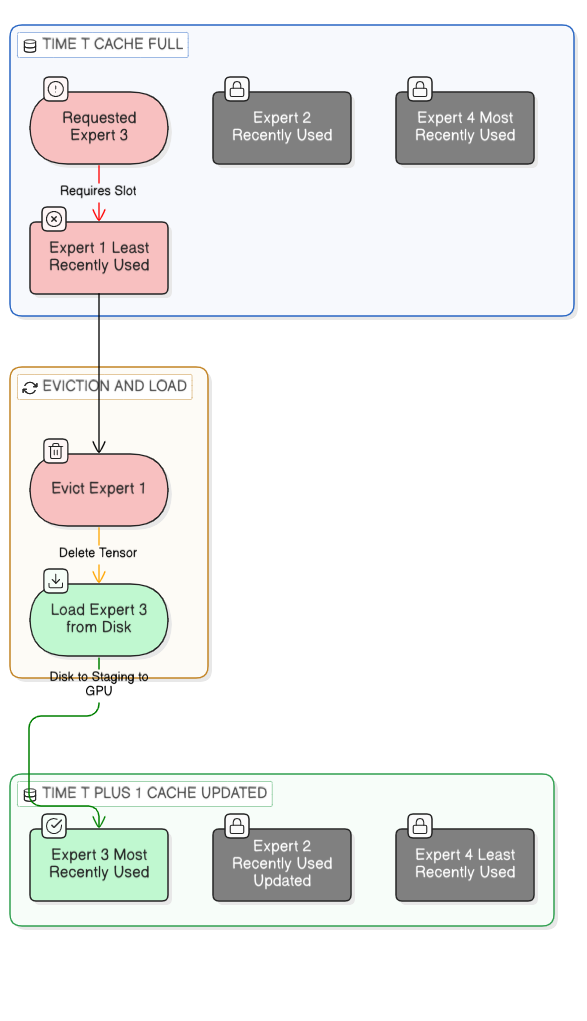 TIME T CACHE FULL
Requested
Expert 3
Expert 2
Recently Used
Expert 4 Most
Recently Used
Requires Slot
Expert 1 Least
Recently Used
EVICTION AND LOAD
Evict Expert 1
Delete Tensor
Load Expert 3
from Disk
Disk to Staging to
GPU
TIME T PLUS 1 CACHE UPDATED
Expert 3 Most
Recently Used
Expert 2
Recently Used
Updated
Expert 4 Least
Recently Used